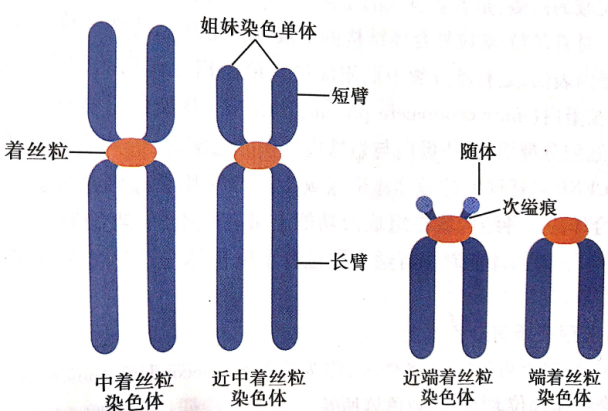 姐妹染色单体
短臂
着丝粒
随体
次缢痕
长臂
中着丝粒
染色体
近中着丝粒
染色体
近端着丝粒
染色体
端着丝粒
染色体